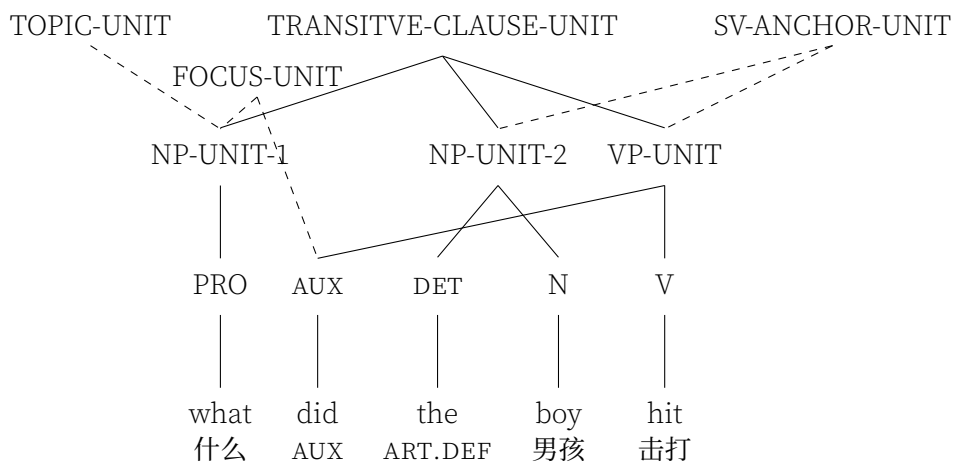 TOPIC-UNIT TRANSITVE-CLAUSE-UNIT SV-ANCHOR-UNIT
FOCUS-UNIT
NP-UNIT-1 NP-UNIT-2 VP-UNIT
PRO AUX DET N V
what did the boy hit
什么 AUX ART.DEF 男孩 击打